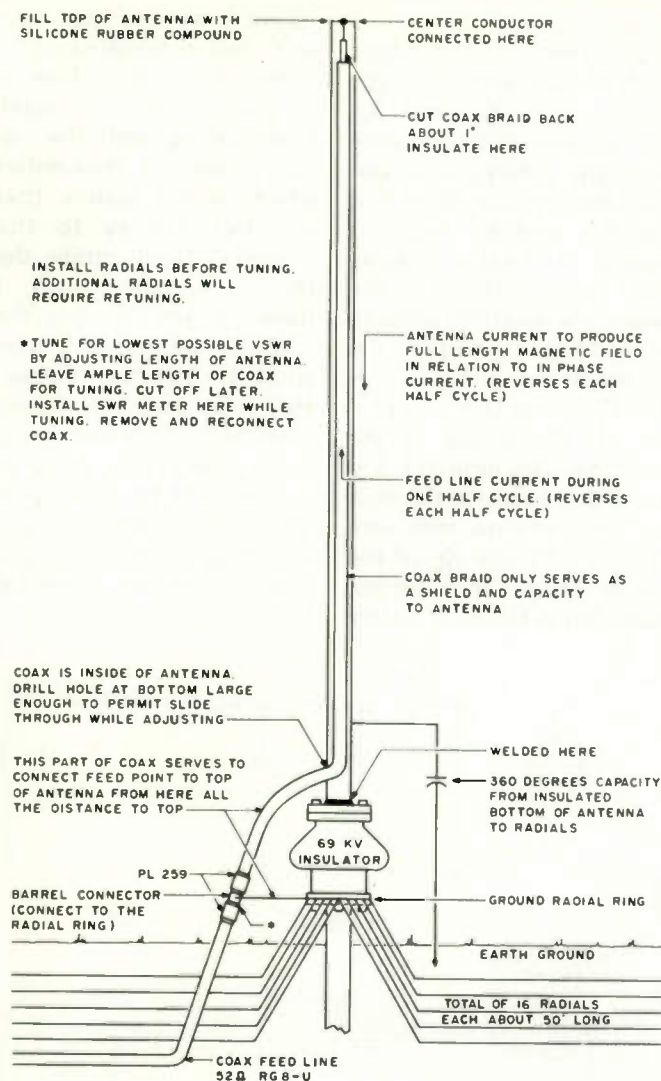 FILL TOP OF ANTENNA WITH
SILICONE RUBBER COMPOUND
CENTER CONDUCTOR
CONNECTED HERE
CUT COAX BRAID BACK
ABOUT 1"
INSULATE HERE
INSTALL RADIALS BEFORE TUNING.
ADDITIONAL RADIALS WILL
REQUIRE RETUNING.
*TUNE FOR LOWEST POSSIBLE VSWR
BY ADJUSTING LENGTH OF ANTENNA
LEAVE AMPLE LENGTH OF COAX
FOR TUNING. CUT OFF LATER.
INSTALL SWR METER HERE WHILE
TUNING. REMOVE AND RECONNECT
COAX.
ANTENNA CURRENT TO PRODUCE
FULL LENGTH MAGNETIC FIELD
IN RELATION TO IN PHASE
CURRENT. (REVERSES EACH
HALF CYCLE)
FEED LINE CURRENT DURING
ONE HALF CYCLE. (REVERSES
EACH HALF CYCLE)
COAX BRAID ONLY SERVES AS
A SHIELD AND CAPACITY
TO ANTENNA
COAX IS INSIDE OF ANTENNA.
DRILL HOLE AT BOTTOM LARGE
ENOUGH TO PERMIT SLIDE
THROUGH WHILE ADJUSTING
THIS PART OF COAX SERVES TO
CONNECT FEED POINT TO TOP
OF ANTENNA FROM HERE ALL
THE DISTANCE TO TOP
WELDED HERE
360 DEGREES CAPACITY
FROM INSULATED
BOTTOM OF ANTENNA
TO RADIALS
69 KV
INSULATOR
PL 259
BARREL CONNECTOR
(CONNECT TO THE
RADIAL RING)
*
GROUND RADIAL RING
EARTH GROUND
TOTAL OF 16 RADIALS
EACH ABOUT 50' LONG
COAX FEED LINE
52Ω RG8-U